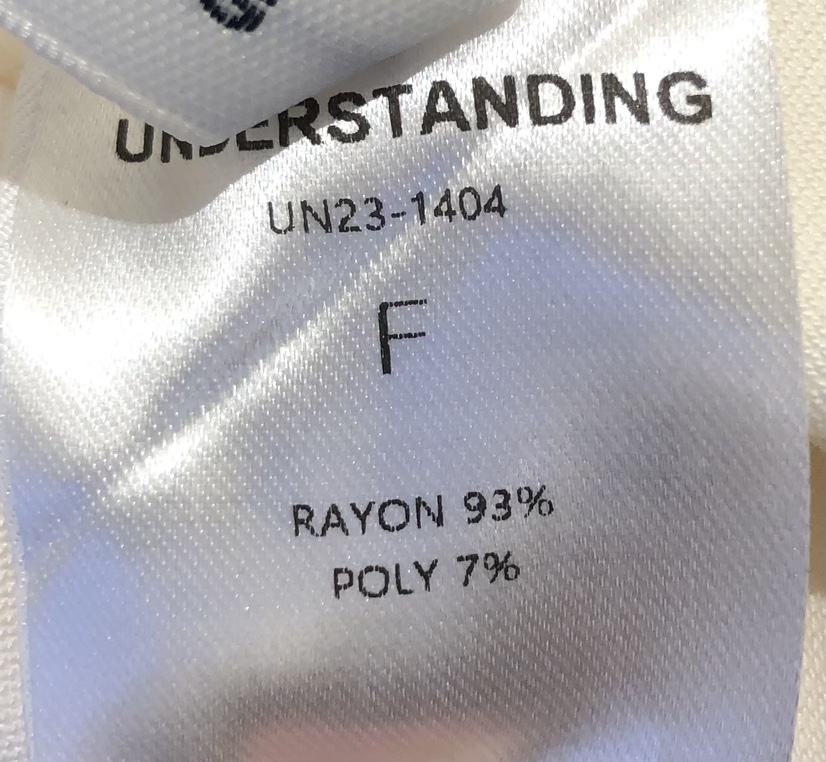 UNDERSTANDING
UN23-1404
F
RAYON 93%
POLY 7%